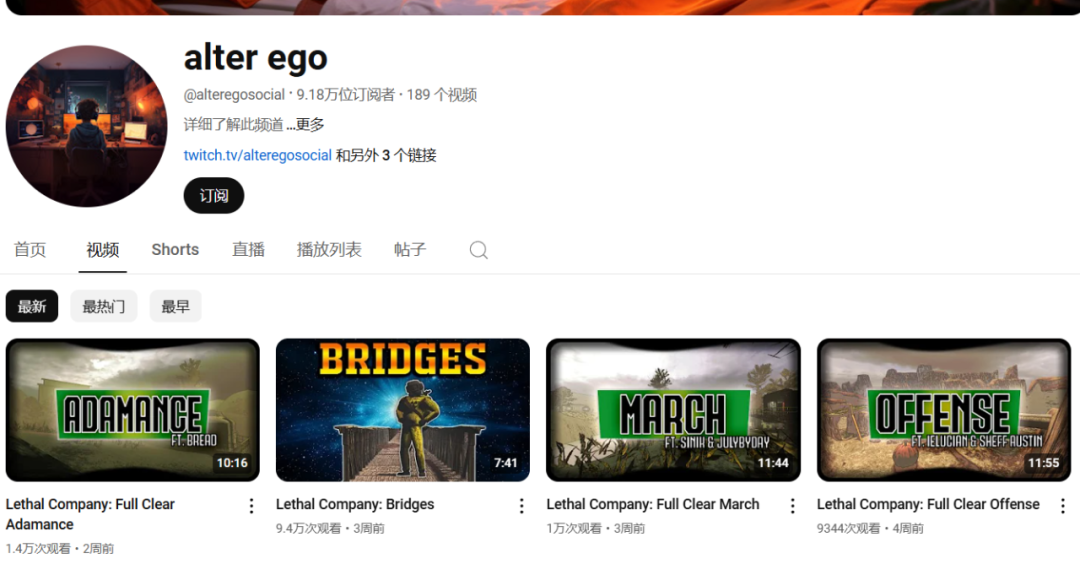 alter ego
@alteregosocial · 9.18万位订阅者 · 189 个视频
详细了解此频道 ...更多
twitch.tv/alteregosocial 和另外 3 个链接
订阅
首页 视频 Shorts 直播 播放列表 帖子
最新 最热门 最早
ADAMANCE
FT. BREAD
10:16
BRIDGES
7:41
MARCH
FT. SINIK & JULYBYDAY
11:44
OFFENSE
FT. IELUCIAN & SHEFF AUSTIN
11:55
Lethal Company: Full Clear
Adamance
1.4万次观看 · 2周前
Lethal Company: Bridges
9.4万次观看 · 3周前
Lethal Company: Full Clear March
1万次观看 · 3周前
Lethal Company: Full Clear Offense
9344次观看 · 4周前